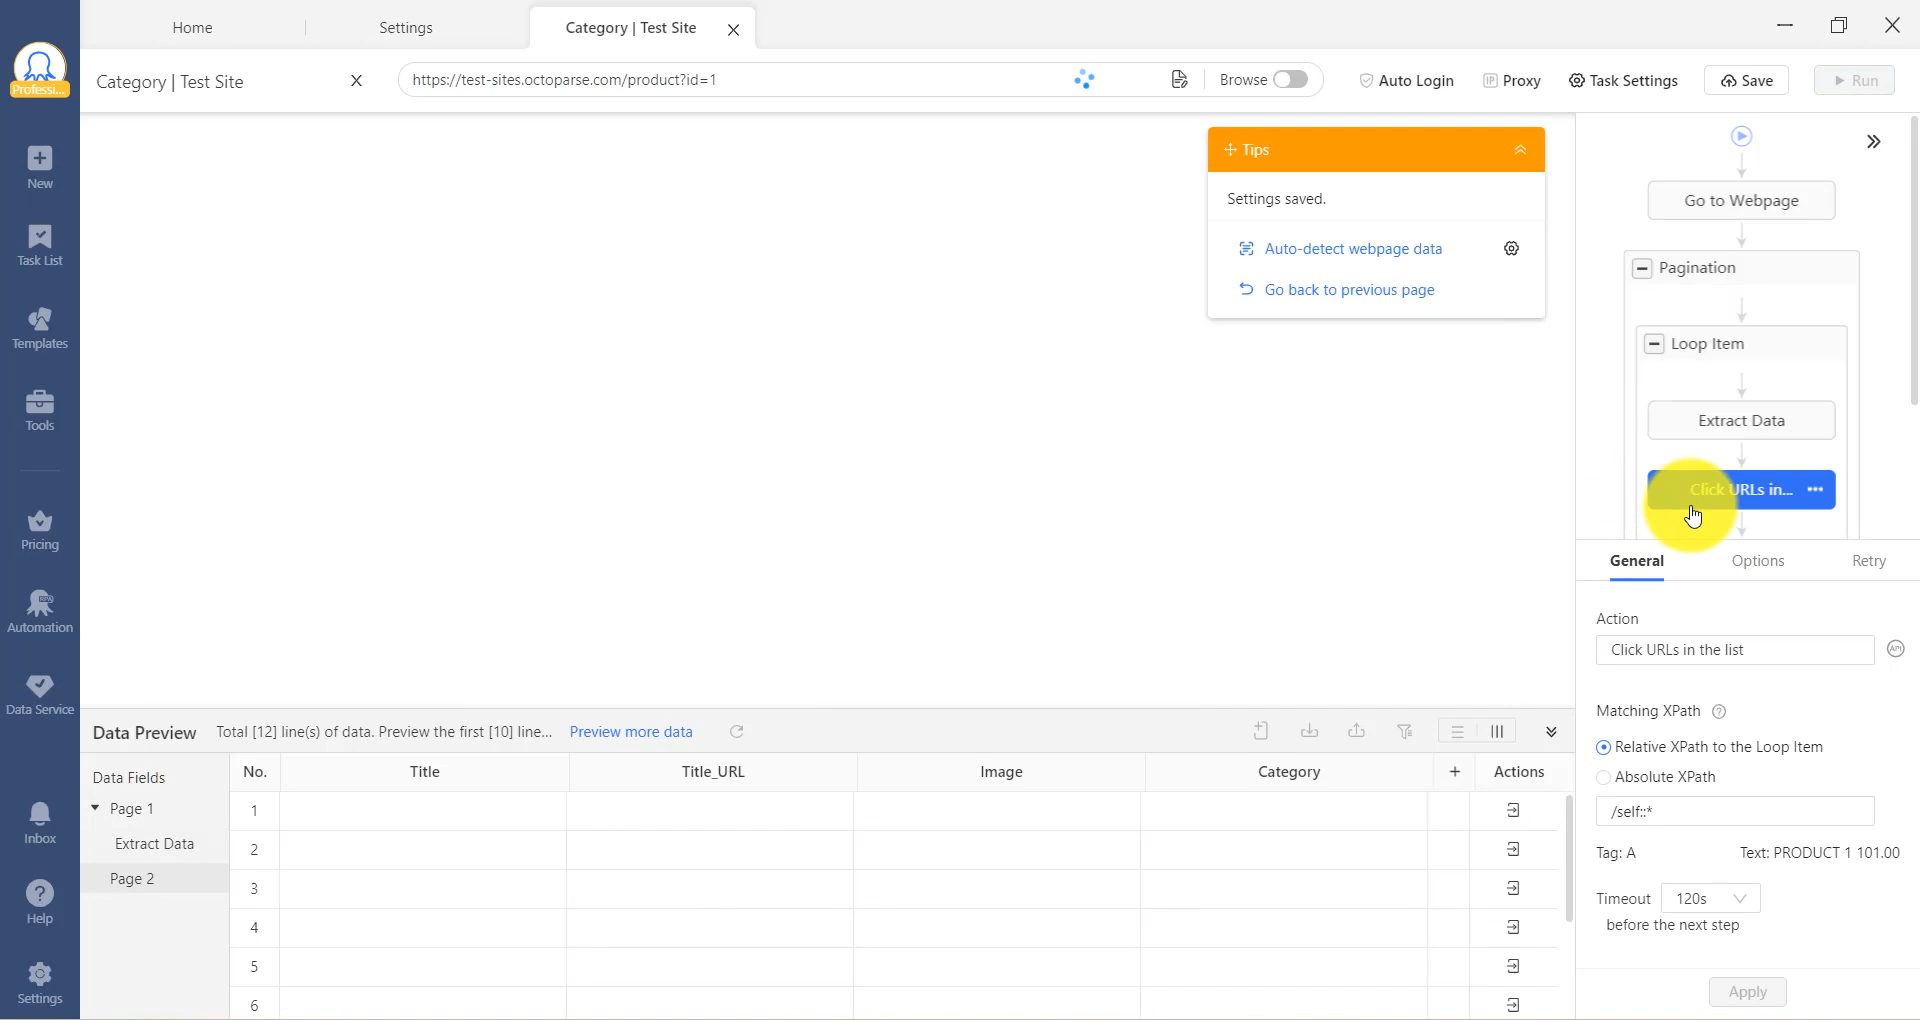 Home
Settings
Category | Test Site
Category | Test Site
https://test-sites.octoparse.com/product?id=1
Browse
Auto Login
IP Proxy
Task Settings
Save
Run
Professi...
New
Task List
Templates
Tools
Pricing
Automation
Data Service
Inbox
Help
Settings
Tips
Settings saved.
Auto-detect webpage data
Go back to previous page
Go to Webpage
Pagination
Loop Item
Extract Data
Click URLs in...
General Options Retry
Action
Click URLs in the list
API
Matching XPath ?
Relative XPath to the Loop Item
Absolute XPath
/self::*
Tag: A Text: PRODUCT 1 101.00
Timeout 120s
before the next step
Apply
Data Preview Total [12] line(s) of data. Preview the first [10] line... Preview more data
Data Fields
Page 1
Extract Data
Page 2
No. Title Title_URL Image Category + Actions
1
2
3
4
5
6